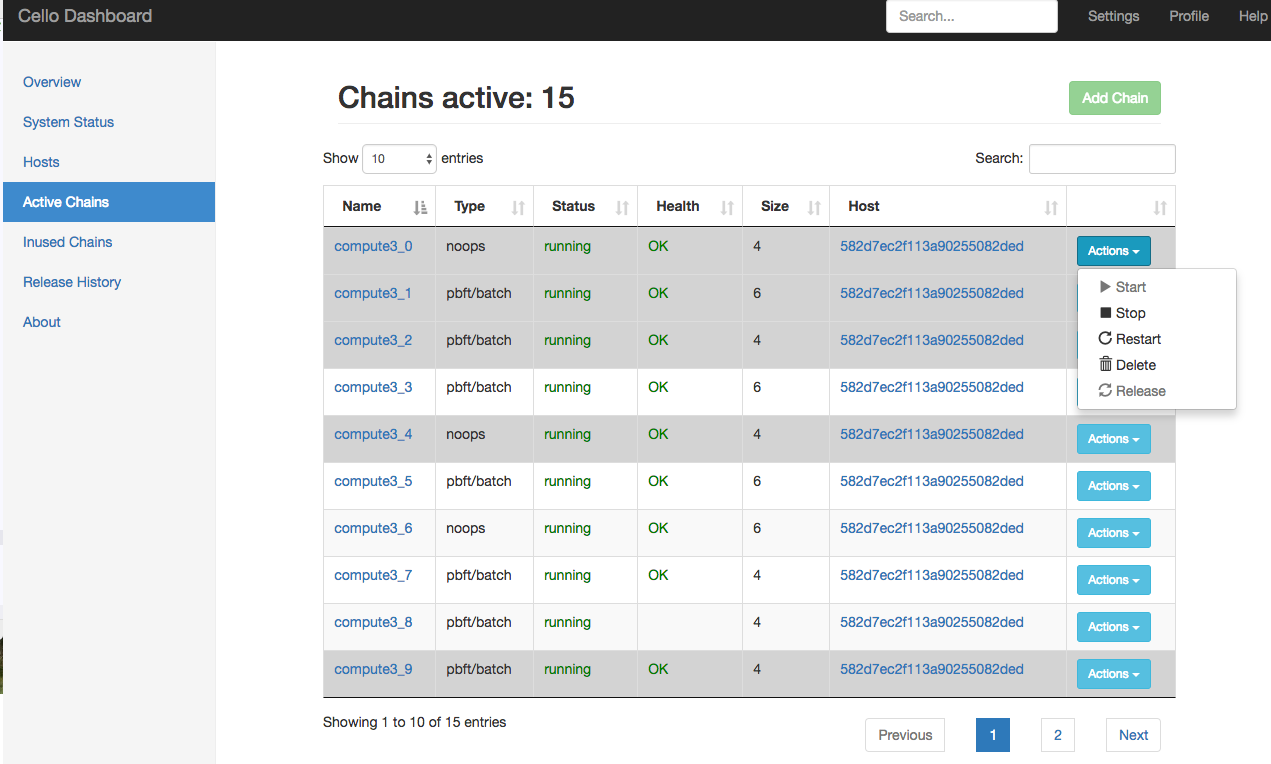 Cello Dashboard Search... Settings Profile Help
Overview
System Status
Hosts
Active Chains
Inused Chains
Release History
About
Chains active: 15 Add Chain
Show 10 entries Search:
Name Type Status Health Size Host
compute3_0 noops running OK 4 582d7ec2f113a90255082ded Actions
compute3_1 pbft/batch running OK 6 582d7ec2f113a90255082ded
compute3_2 pbft/batch running OK 4 582d7ec2f113a90255082ded
compute3_3 pbft/batch running OK 6 582d7ec2f113a90255082ded
Start
Stop
Restart
Delete
Release
compute3_4 noops running OK 4 582d7ec2f113a90255082ded Actions
compute3_5 pbft/batch running OK 6 582d7ec2f113a90255082ded Actions
compute3_6 noops running OK 6 582d7ec2f113a90255082ded Actions
compute3_7 pbft/batch running OK 4 582d7ec2f113a90255082ded Actions
compute3_8 pbft/batch running 4 582d7ec2f113a90255082ded Actions
compute3_9 pbft/batch running OK 4 582d7ec2f113a90255082ded Actions
Showing 1 to 10 of 15 entries
Previous 1 2 Next